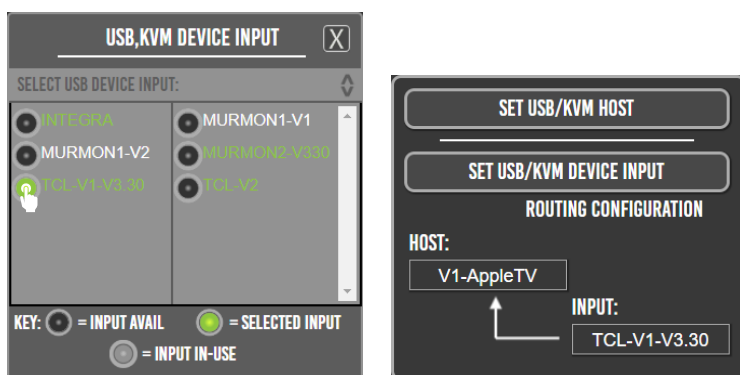 USB,KVM DEVICE INPUT X
SELECT USB DEVICE INPUT:
INTEGRA MURMON1-V1
MURMON1-V2 MURMON2-V330
TCL-V1-V3.30 TCL-V2
KEY: = INPUT AVAIL = SELECTED INPUT
= INPUT IN-USE
SET USB/KVM HOST
SET USB/KVM DEVICE INPUT
ROUTING CONFIGURATION
HOST:
V1-AppleTV
INPUT:
TCL-V1-V3.30